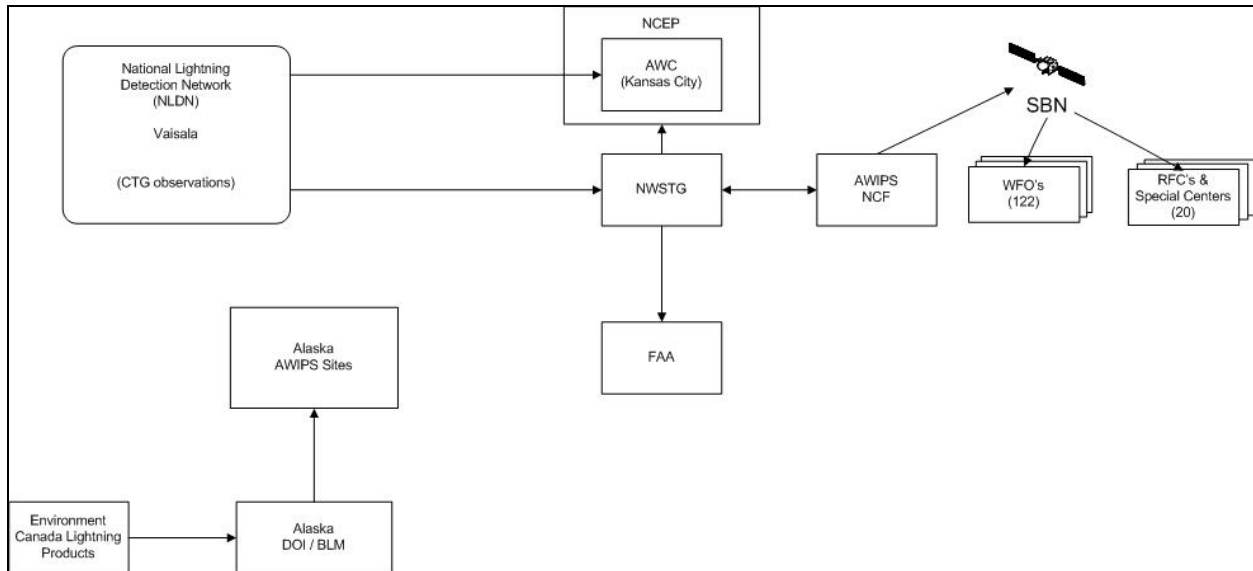 NCEP
National Lightning
Detection Network
(NLDN)
Vaisala
(CTG observations)
AWC
(Kansas City)
SBN
NWSTG
AWIPS
NCF
WFO's
(122)
RFC's &
Special Centers
(20)
Alaska
AWIPS Sites
FAA
Environment
Canada Lightning
Products
Alaska
DOI / BLM